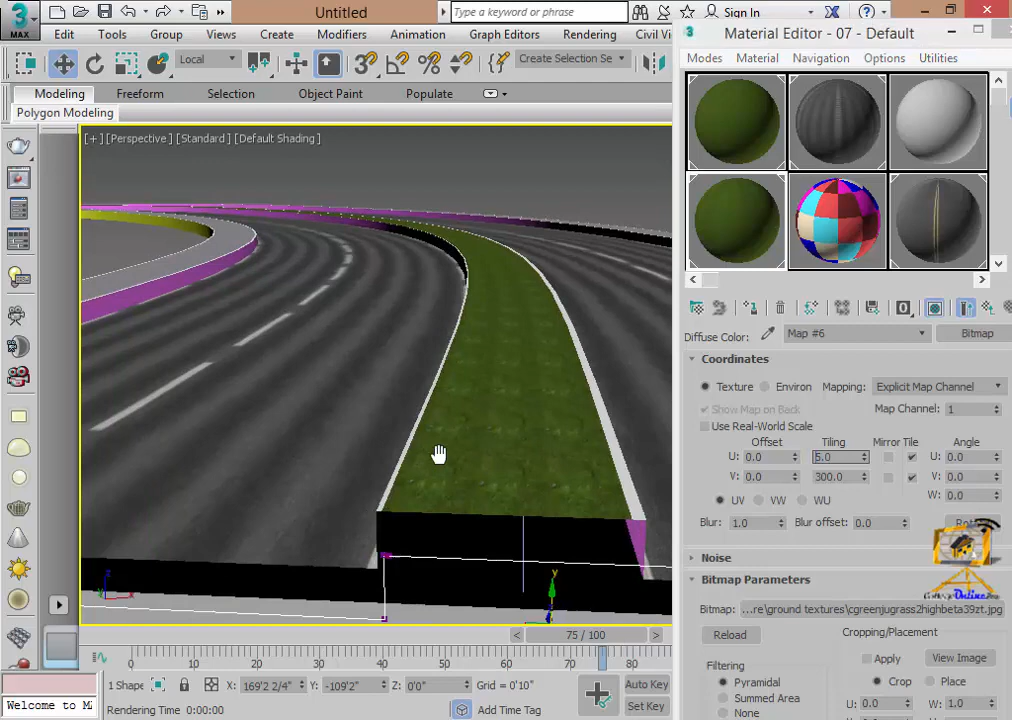 MAX
Untitled
Type a keyword or phrase
Sign In
Edit Tools Group Views Create Modifiers Animation Graph Editors Rendering Civil Vi
Local
Create Selection Se
Modeling Freeform Selection Object Paint Populate
Polygon Modeling
[+] [Perspective] [Standard] [Default Shading]
Material Editor - 07 - Default
Modes Material Navigation Options Utilities
Diffuse Color: Map #6 Bitmap
Coordinates
Texture Environ Mapping: Explicit Map Channel
Show Map on Back Map Channel: 1
Use Real-World Scale
Offset Tiling Mirror Tile Angle
U: 0.0 5.0 U: 0.0
V: 0.0 300.0 V: 0.0
UV VW WU W: 0.0
Blur: 1.0 Blur offset: 0.0
Noise
Bitmap Parameters
Bitmap: ...re\ground textures\cgreenjugrass2highbeta39zt.jpg
Reload Cropping/Placement
Apply View Image
Filtering
Pyramidal Crop Place
Summed Area U: 0.0 W: 1.0
None
z
y
75 / 100
0 10 20 30 40 50 60 70 80
1 Shape X: 169'2 2/4" Y: -109'2" Z: 0'0" Grid = 0'10" Auto Key
Welcome to M
Rendering Time 0:00:00 Add Time Tag Set Key